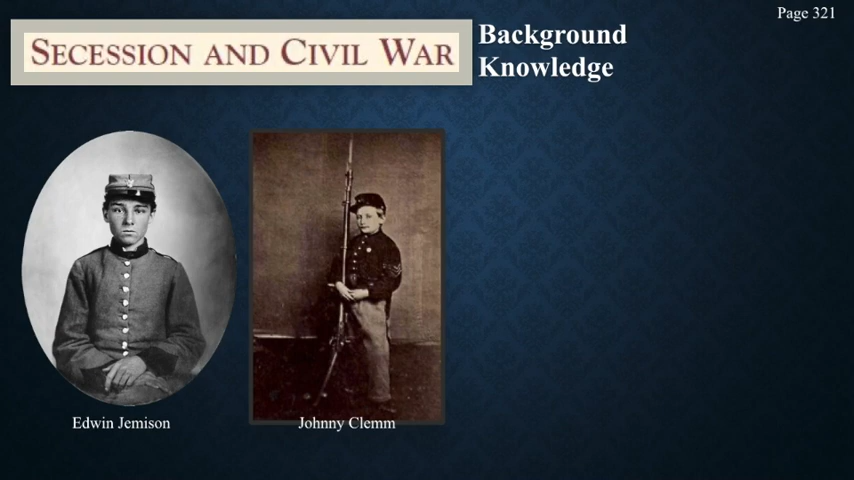 Page 321
SECESSION AND CIVIL WAR
Background
Knowledge
Edwin Jemison
Johnny Clemm